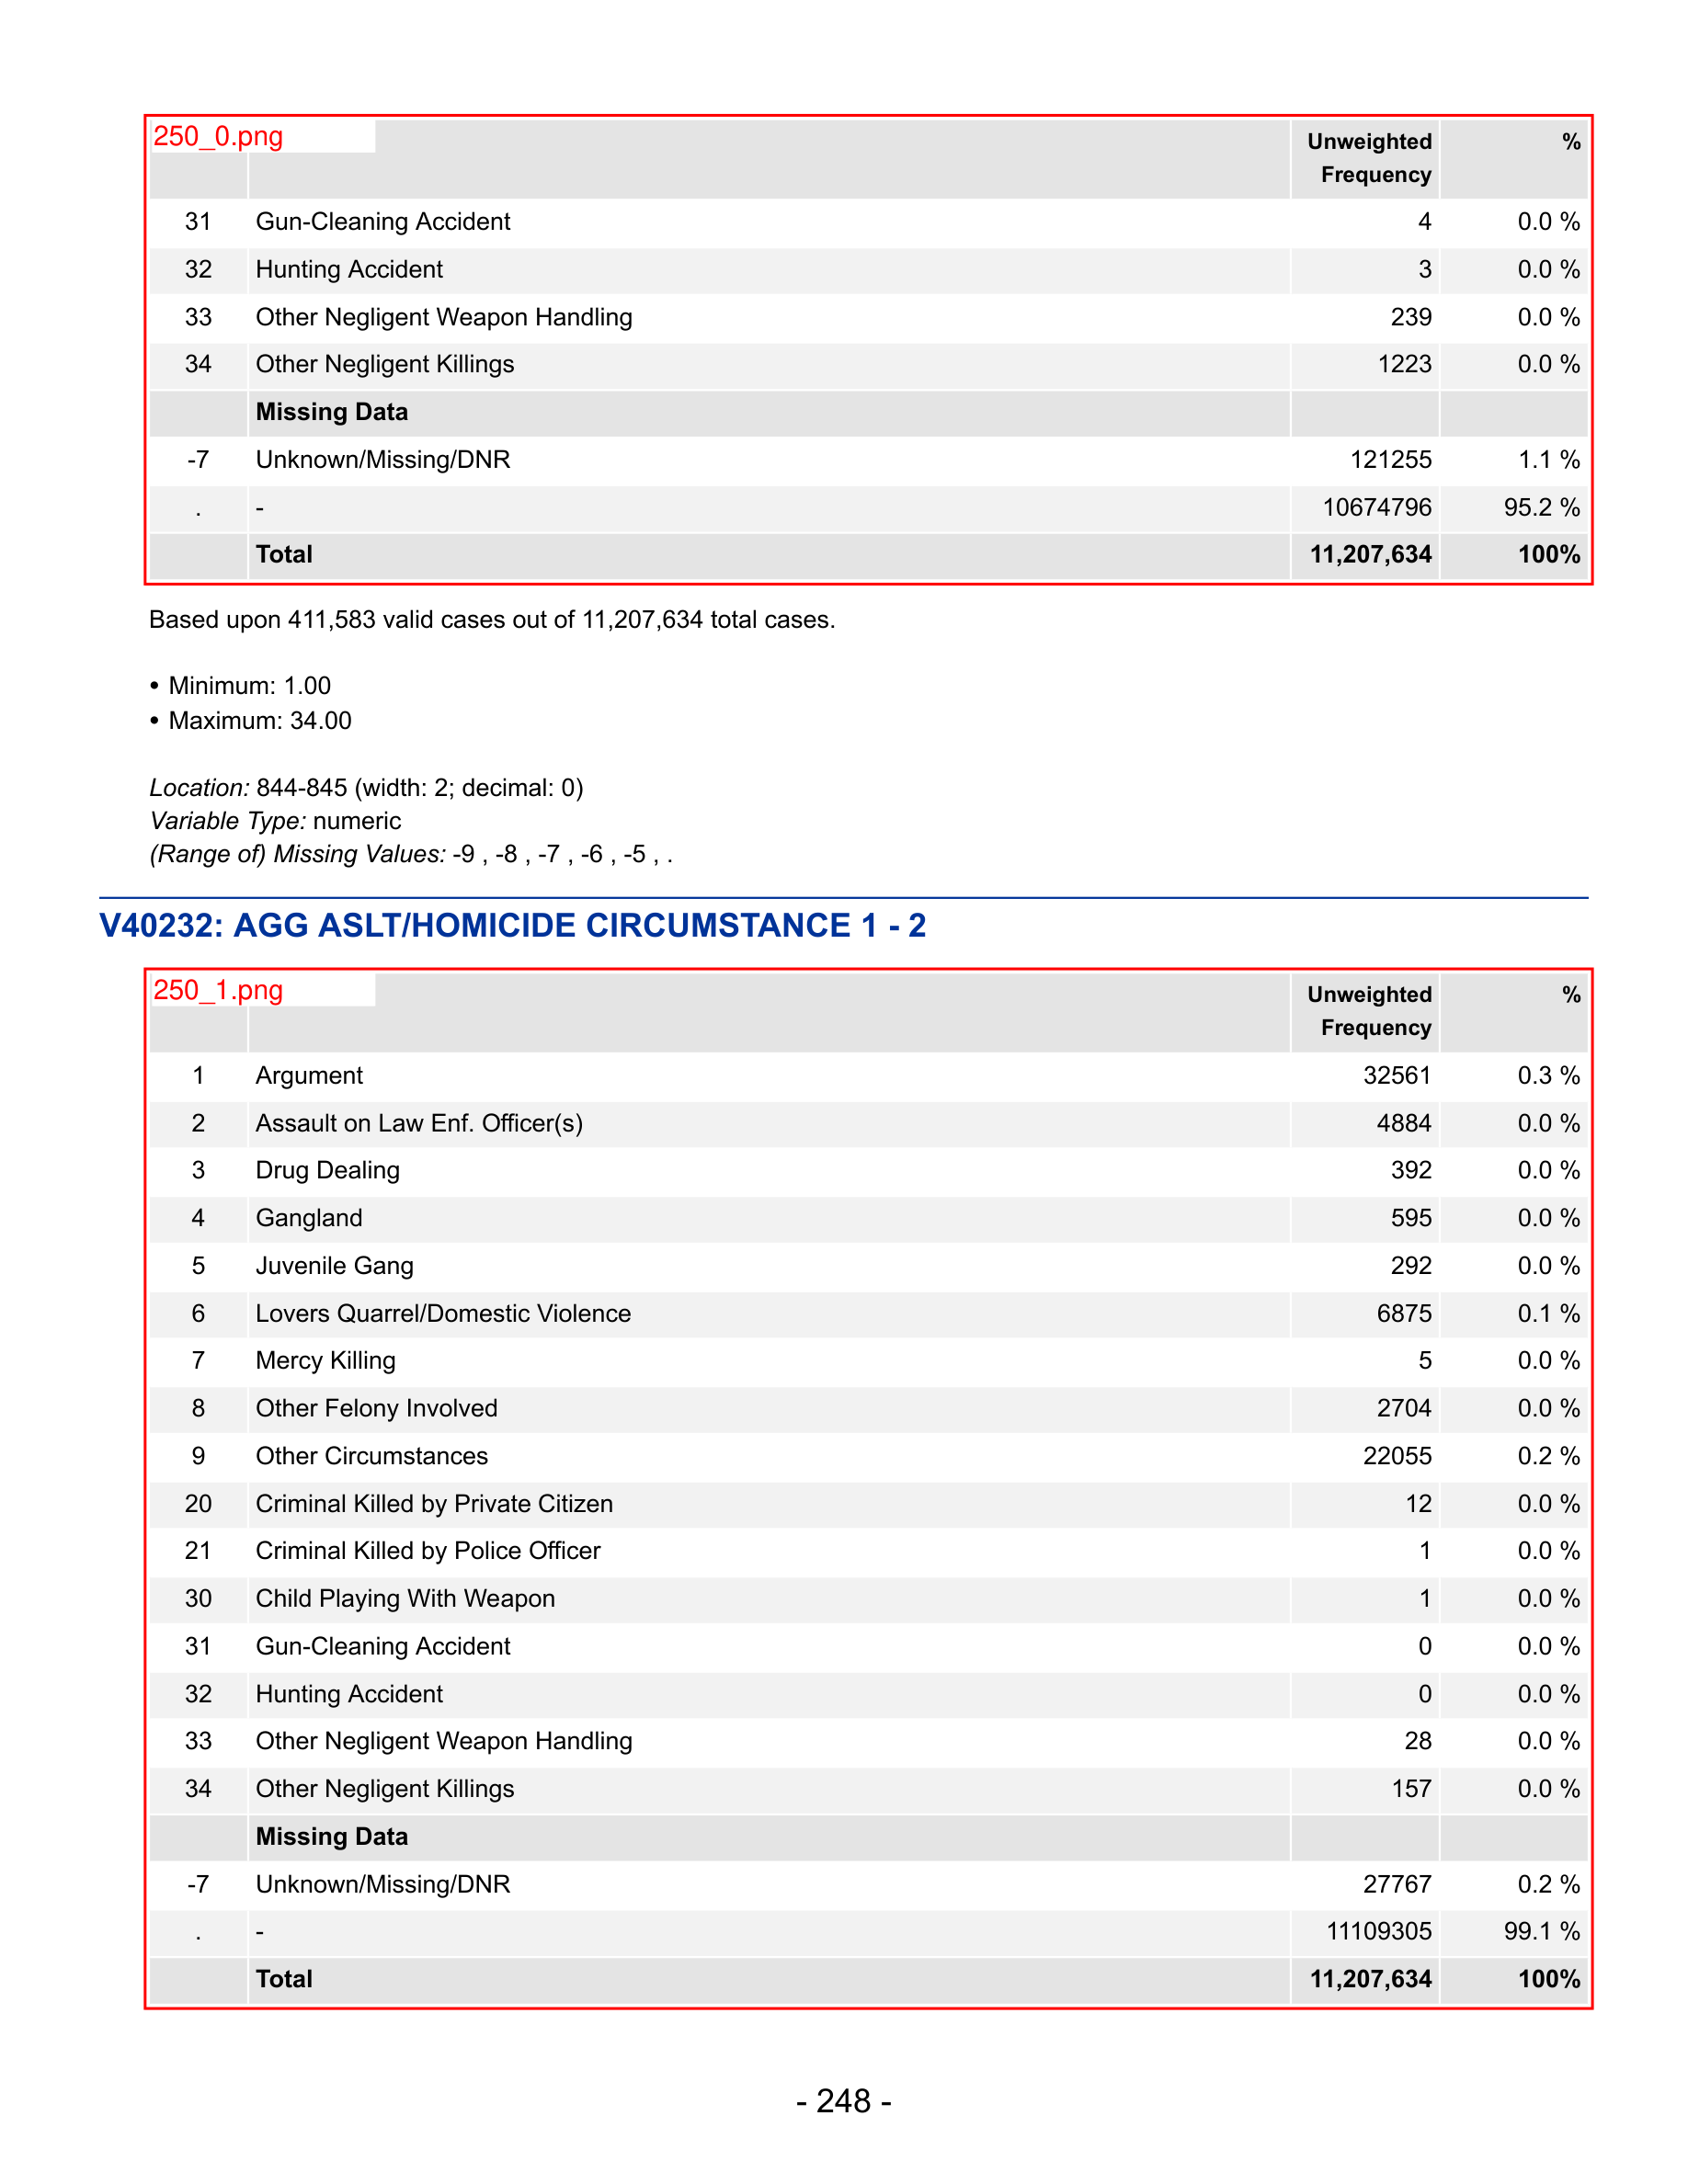 250_0.png
Unweighted Frequency %
31 Gun-Cleaning Accident 4 0.0 %
32 Hunting Accident 3 0.0 %
33 Other Negligent Weapon Handling 239 0.0 %
34 Other Negligent Killings 1223 0.0 %
Missing Data
-7 Unknown/Missing/DNR 121255 1.1 %
. - 10674796 95.2 %
Total 11,207,634 100%
Based upon 411,583 valid cases out of 11,207,634 total cases.
• Minimum: 1.00
• Maximum: 34.00
Location: 844-845 (width: 2; decimal: 0)
Variable Type: numeric
(Range of) Missing Values: -9 , -8 , -7 , -6 , -5 , .
V40232: AGG ASLT/HOMICIDE CIRCUMSTANCE 1 - 2
250_1.png
Unweighted Frequency %
1 Argument 32561 0.3 %
2 Assault on Law Enf. Officer(s) 4884 0.0 %
3 Drug Dealing 392 0.0 %
4 Gangland 595 0.0 %
5 Juvenile Gang 292 0.0 %
6 Lovers Quarrel/Domestic Violence 6875 0.1 %
7 Mercy Killing 5 0.0 %
8 Other Felony Involved 2704 0.0 %
9 Other Circumstances 22055 0.2 %
20 Criminal Killed by Private Citizen 12 0.0 %
21 Criminal Killed by Police Officer 1 0.0 %
30 Child Playing With Weapon 1 0.0 %
31 Gun-Cleaning Accident 0 0.0 %
32 Hunting Accident 0 0.0 %
33 Other Negligent Weapon Handling 28 0.0 %
34 Other Negligent Killings 157 0.0 %
Missing Data
-7 Unknown/Missing/DNR 27767 0.2 %
. - 11109305 99.1 %
Total 11,207,634 100%
- 248 -